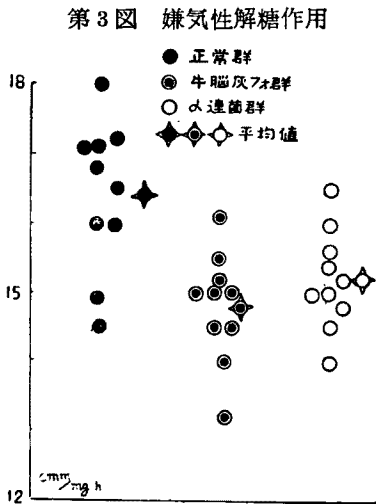 第3図 嫌気性解糖作用
● 正常群
◉ 牛脳灰フォ群
○ α連菌群
平均値
18
15
12
cmm/mg h